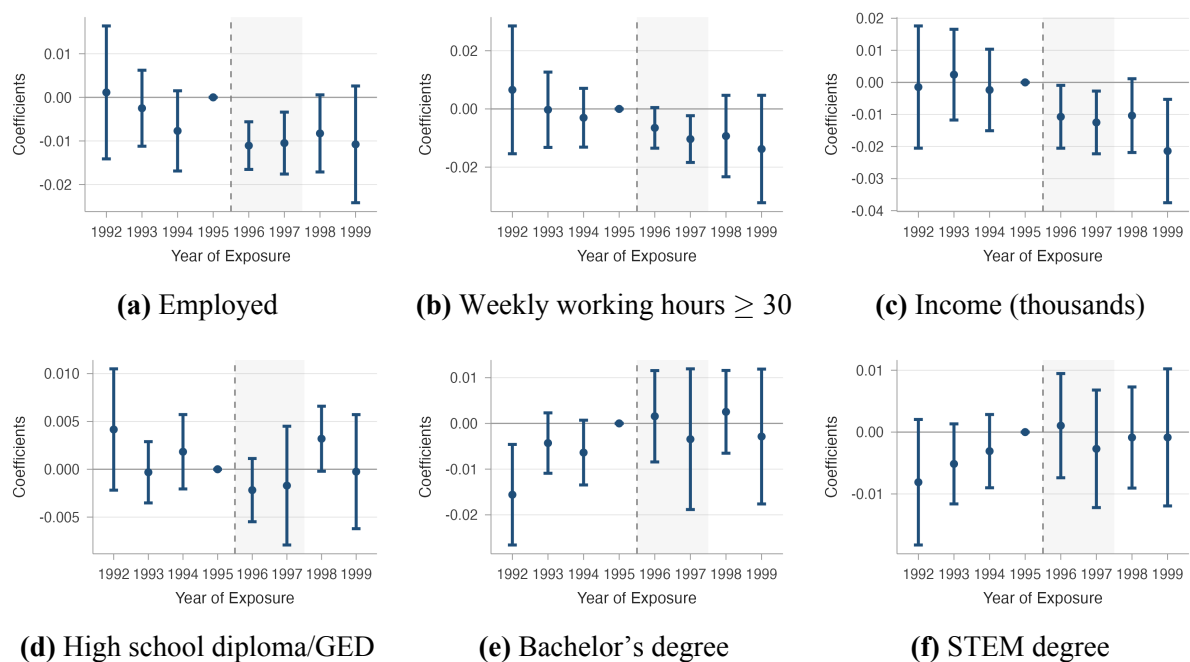 0.01
0.00
-0.01
-0.02
Coefficients
1992 1993 1994 1995 1996 1997 1998 1999
Year of Exposure
(a) Employed
0.02
0.00
-0.02
Coefficients
1992 1993 1994 1995 1996 1997 1998 1999
Year of Exposure
(b) Weekly working hours ≥ 30
0.02
0.01
0.00
-0.01
-0.02
-0.03
-0.04
Coefficients
1992 1993 1994 1995 1996 1997 1998 1999
Year of Exposure
(c) Income (thousands)
0.010
0.005
0.000
-0.005
Coefficients
1992 1993 1994 1995 1996 1997 1998 1999
Year of Exposure
(d) High school diploma/GED
0.01
0.00
-0.01
-0.02
Coefficients
1992 1993 1994 1995 1996 1997 1998 1999
Year of Exposure
(e) Bachelor's degree
0.01
0.00
-0.01
Coefficients
1992 1993 1994 1995 1996 1997 1998 1999
Year of Exposure
(f) STEM degree